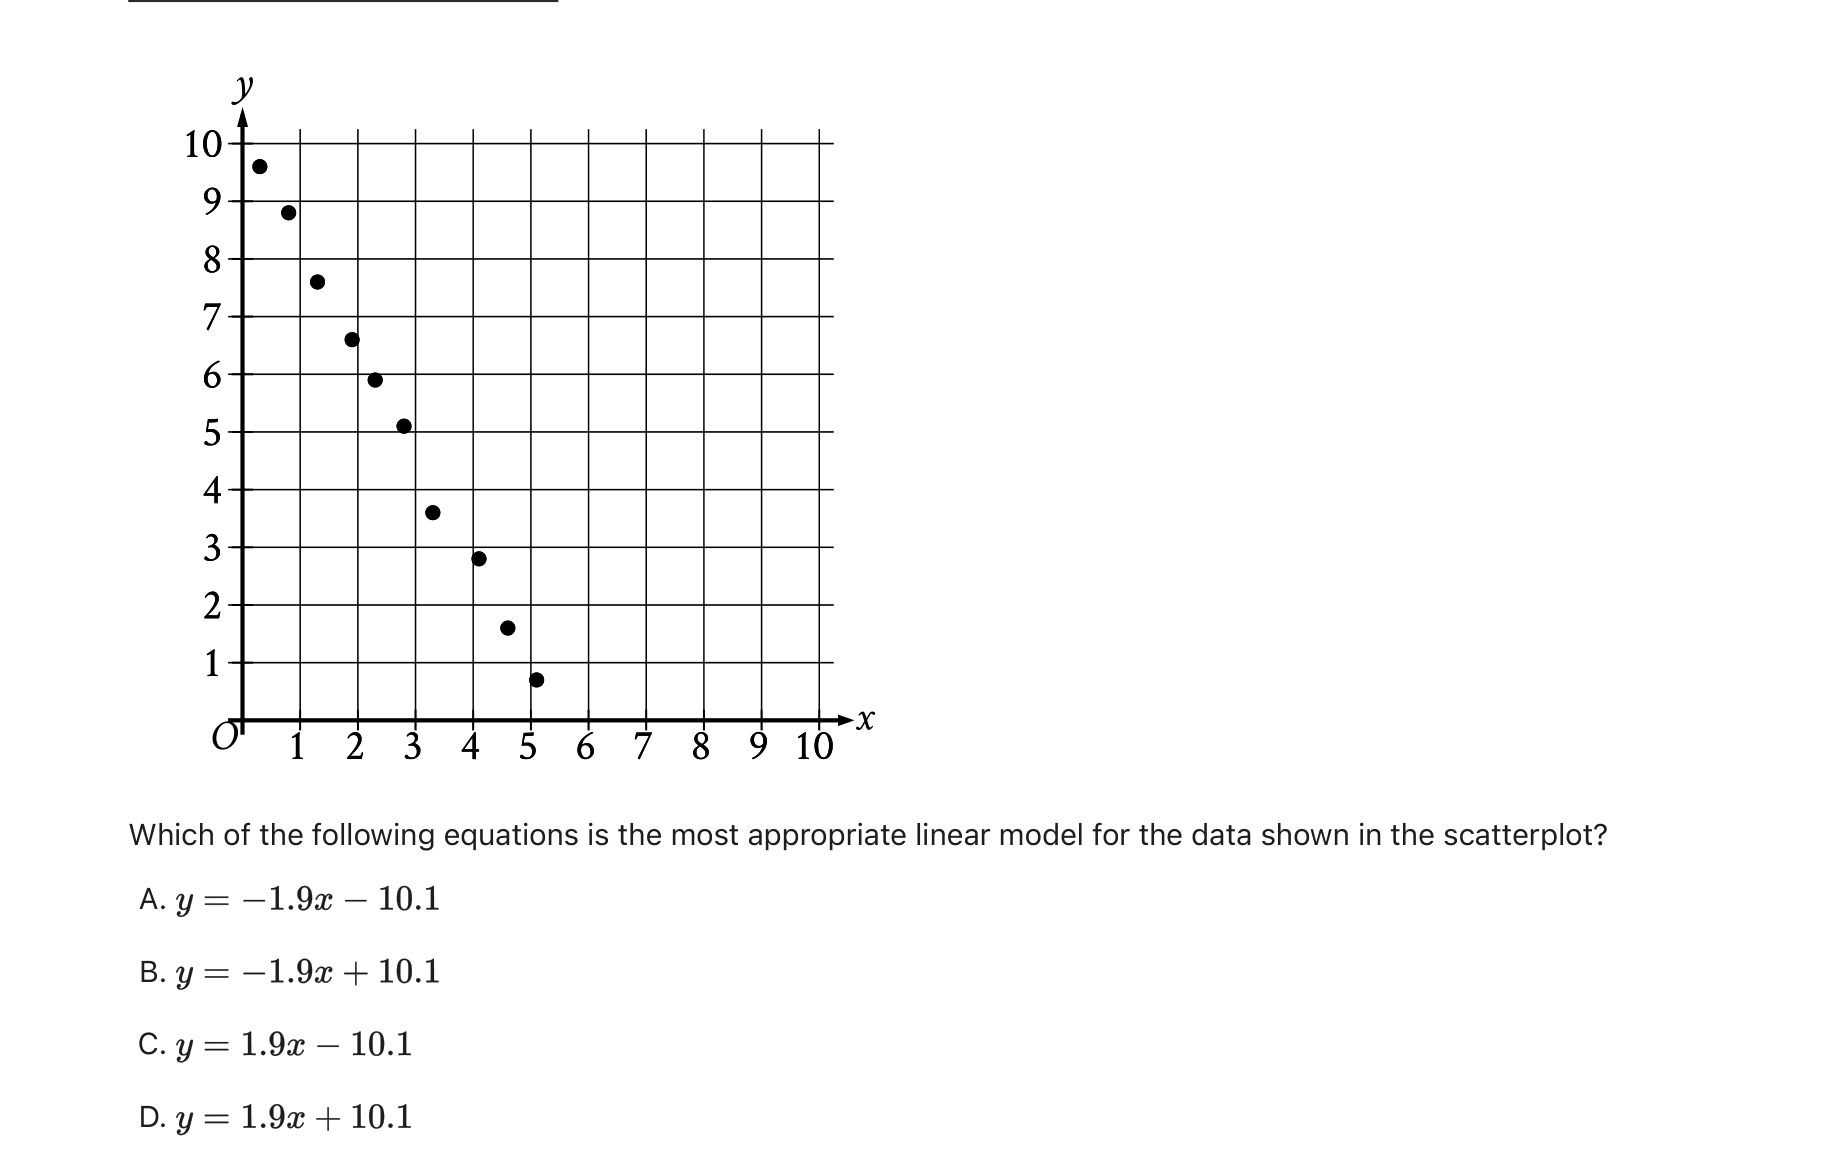 y
10
9
8
7
6
5
4
3
2
1
O
1 2 3 4 5 6 7 8 9 10
x
Which of the following equations is the most appropriate linear model for the data shown in the scatterplot?
A. y = −1.9x − 10.1
B. y = −1.9x + 10.1
C. y = 1.9x − 10.1
D. y = 1.9x + 10.1